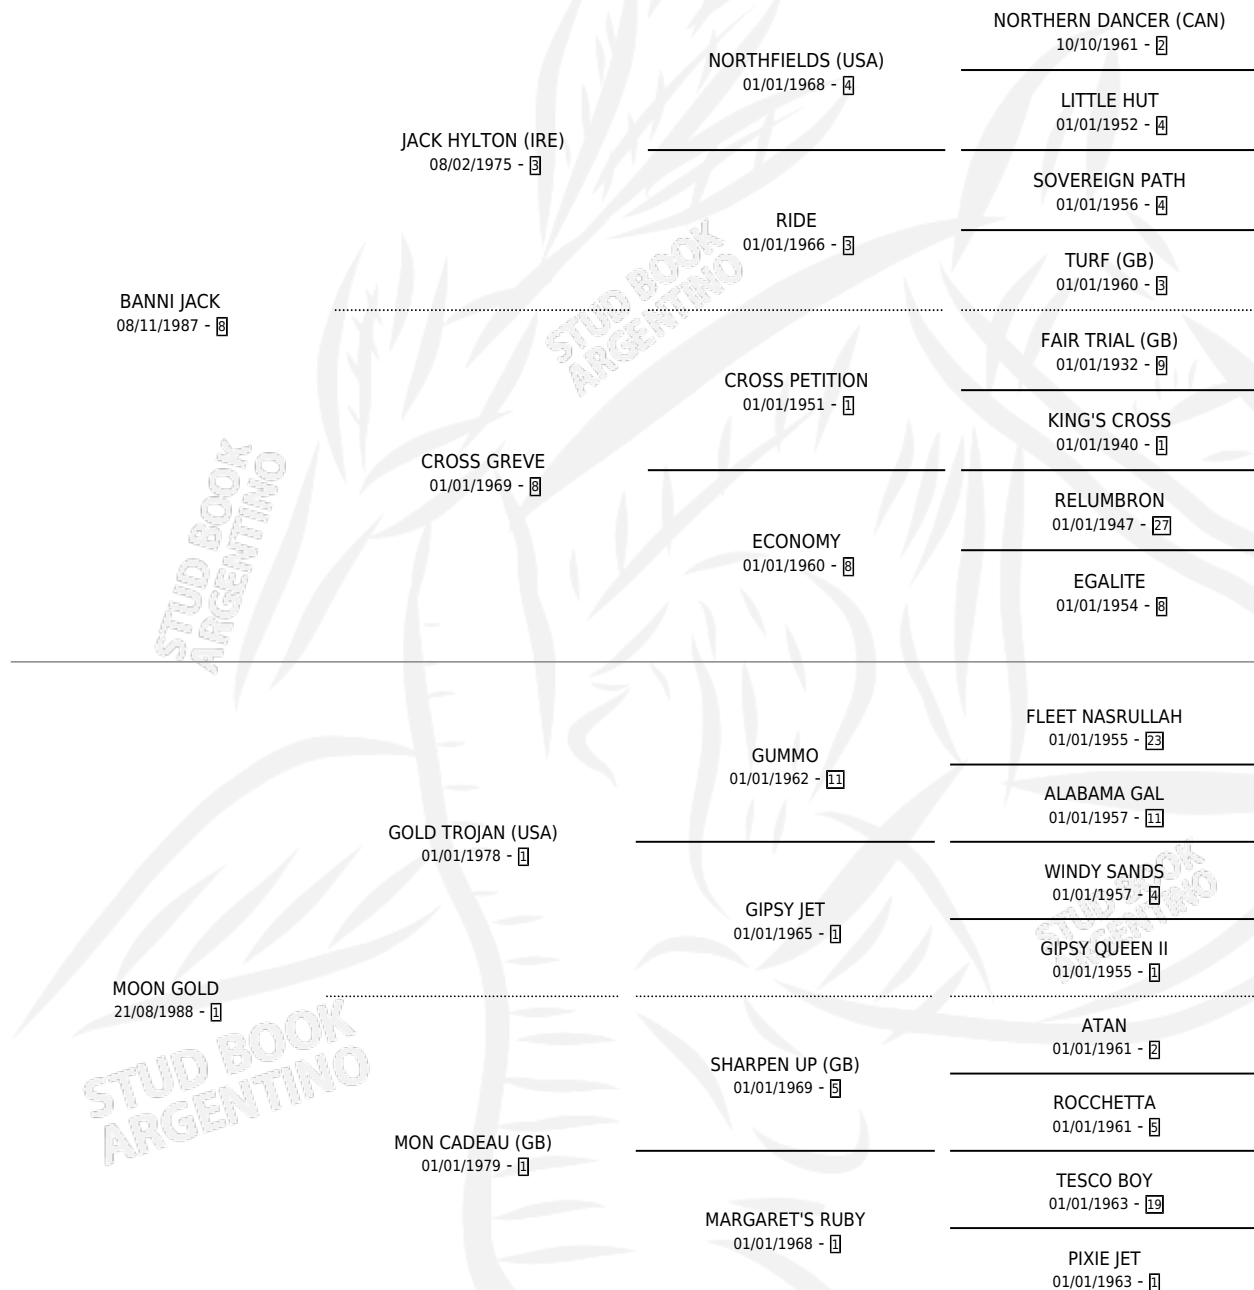 NORTHERN DANCER (CAN)
10/10/1961 - 2
NORTHFIELDS (USA)
01/01/1968 - 4
LITTLE HUT
01/01/1952 - 4
JACK HYLTON (IRE)
08/02/1975 - 3
SOVEREIGN PATH
01/01/1956 - 4
RIDE
01/01/1966 - 3
TURF (GB)
01/01/1960 - 3
BANNI JACK
08/11/1987 - 8
FAIR TRIAL (GB)
01/01/1932 - 9
CROSS PETITION
01/01/1951 - 1
KING'S CROSS
01/01/1940 - 1
CROSS GREVE
01/01/1969 - 8
RELUMBRON
01/01/1947 - 27
ECONOMY
01/01/1960 - 8
EGALITE
01/01/1954 - 8
STUD BOOK
ARGENTINO
STUD BOOK
ARGENTINO
FLEET NASRULLAH
01/01/1955 - 23
GUMMO
01/01/1962 - 11
ALABAMA GAL
01/01/1957 - 11
GOLD TROJAN (USA)
01/01/1978 - 1
WINDY SANDS
01/01/1957 - 4
GIPSY JET
01/01/1965 - 1
GIPSY QUEEN II
01/01/1955 - 1
STUD BOOK
ARGENTINO
MOON GOLD
21/08/1988 - 1
ATAN
01/01/1961 - 2
SHARPEN UP (GB)
01/01/1969 - 5
ROCCHETTA
01/01/1961 - 5
MON CADEAU (GB)
01/01/1979 - 1
TESCO BOY
01/01/1963 - 19
MARGARET'S RUBY
01/01/1968 - 1
PIXIE JET
01/01/1963 - 1
STUD BOOK
ARGENTINO